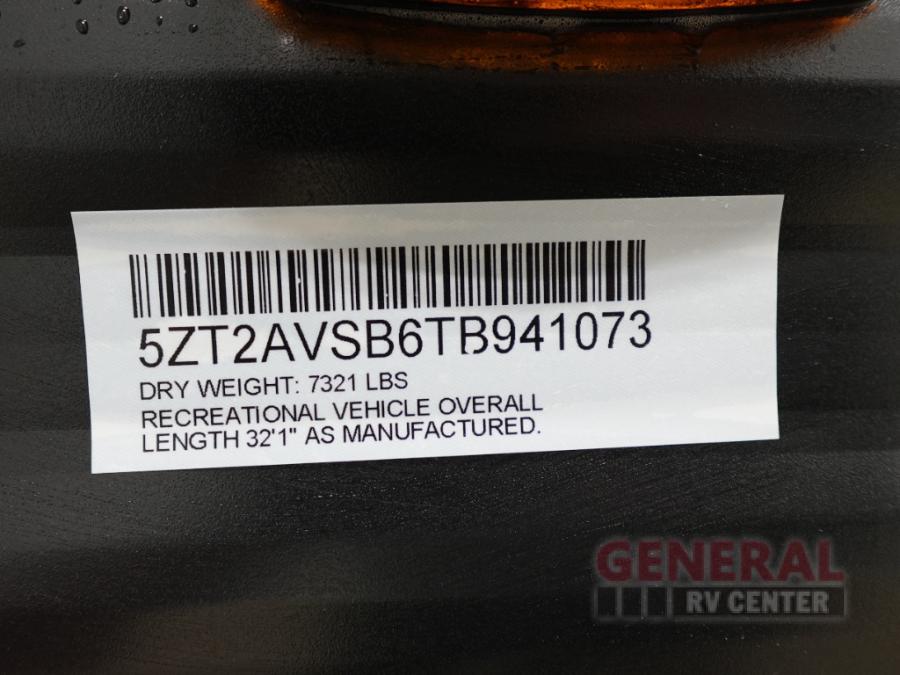 5ZT2AVSB6TB941073
DRY WEIGHT: 7321 LBS
RECREATIONAL VEHICLE OVERALL
LENGTH 32'1" AS MANUFACTURED.
GENERAL
RV CENTER